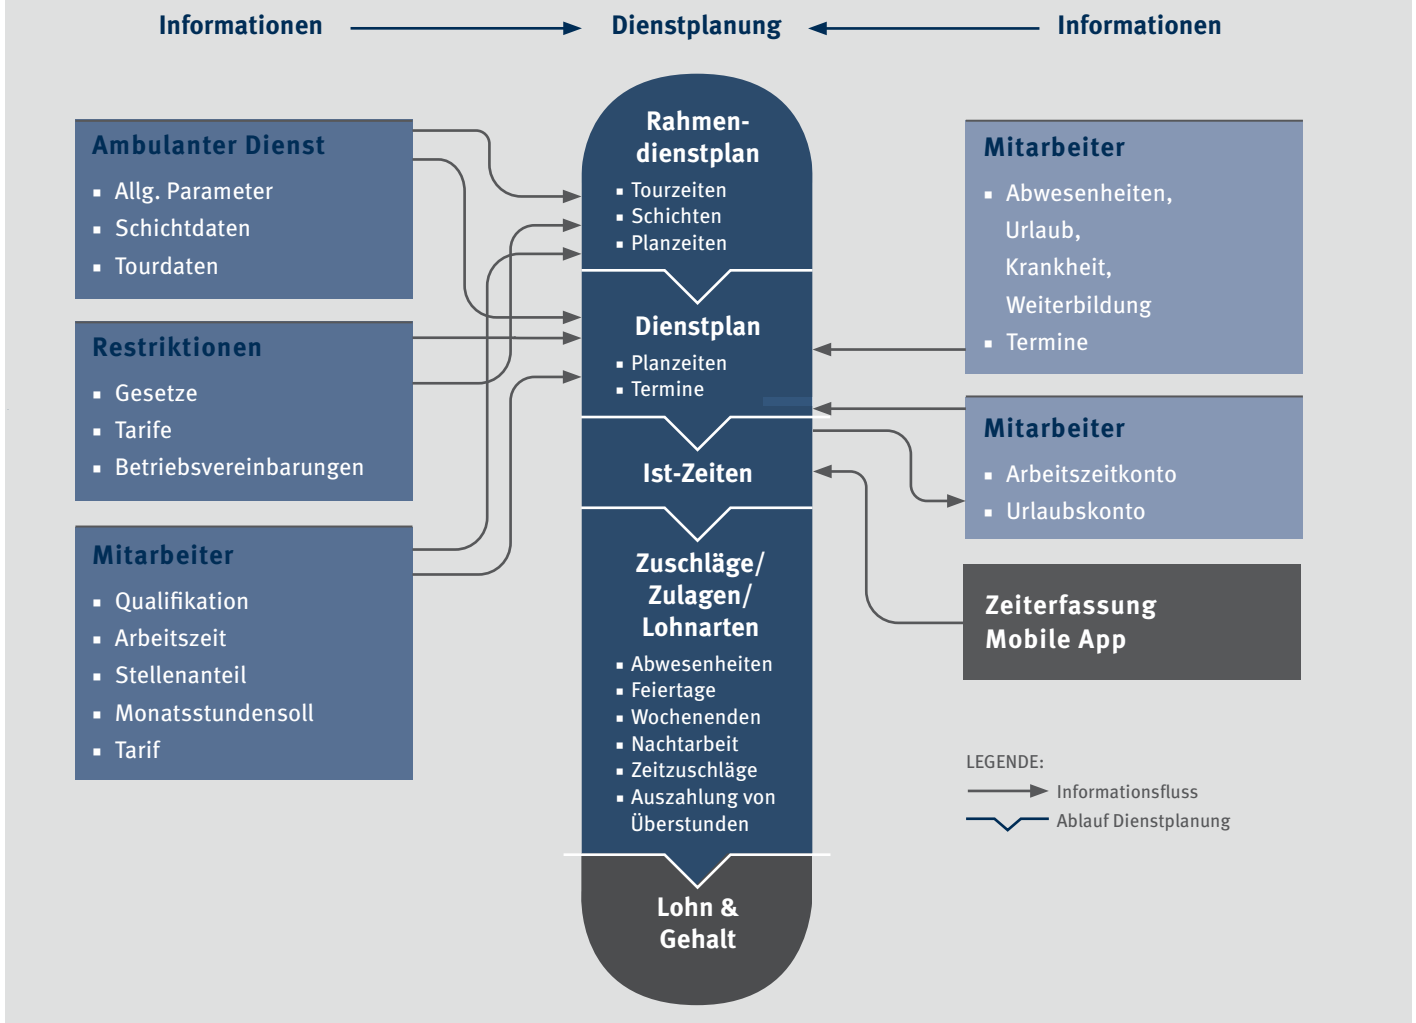 Informationen
Dienstplanung
Informationen
Ambulanter Dienst
▪ Allg. Parameter
▪ Schichtdaten
▪ Tourdaten
Restriktionen
▪ Gesetze
▪ Tarife
▪ Betriebsvereinbarungen
Mitarbeiter
▪ Qualifikation
▪ Arbeitszeit
▪ Stellenanteil
▪ Monatsstundensoll
▪ Tarif
Rahmen-
dienstplan
▪ Tourzeiten
▪ Schichten
▪ Planzeiten
Dienstplan
▪ Planzeiten
▪ Termine
Ist-Zeiten
Zuschläge/
Zulagen/
Lohnarten
▪ Abwesenheiten
▪ Feiertage
▪ Wochenenden
▪ Nachtarbeit
▪ Zeitzuschläge
▪ Auszahlung von
Überstunden
Lohn &
Gehalt
Mitarbeiter
▪ Abwesenheiten,
Urlaub,
Krankheit,
Weiterbildung
▪ Termine
Mitarbeiter
▪ Arbeitszeitkonto
▪ Urlaubskonto
Zeiterfassung
Mobile App
LEGENDE:
Informationsfluss
Ablauf Dienstplanung